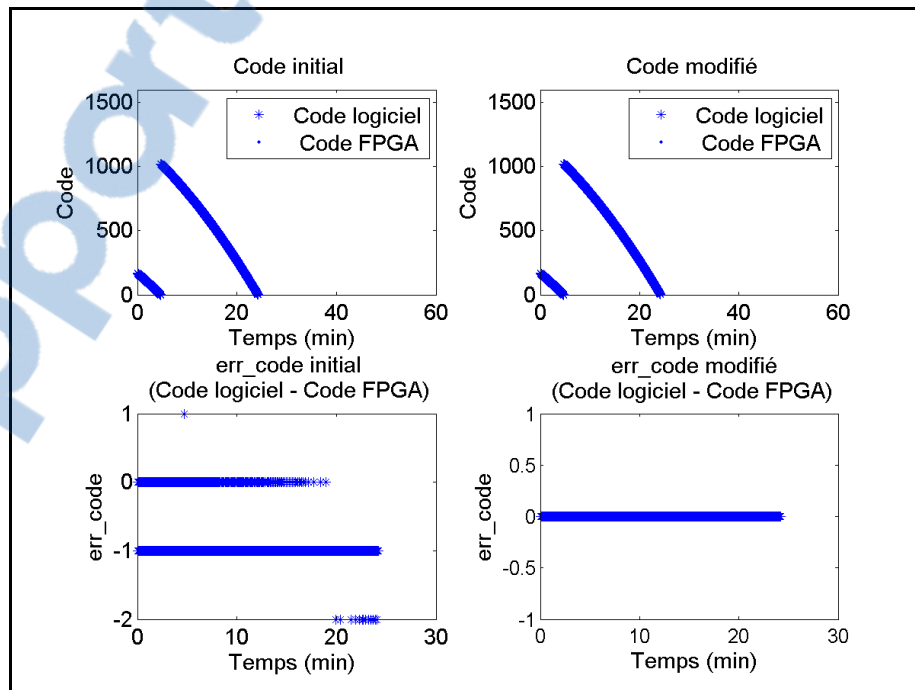 Code initial
1500
1000
500
0
Code
Code logiciel
Code FPGA
0
20
40
60
Temps (min)
Code modifié
1500
1000
500
0
Code
Code logiciel
Code FPGA
0
20
40
60
Temps (min)
err_code initial
(Code logiciel - Code FPGA)
1
0
-1
-2
err_code
0
10
20
30
Temps (min)
err_code modifié
(Code logiciel - Code FPGA)
1
0.5
0
-0.5
-1
err_code
0
10
20
30
Temps (min)
pport